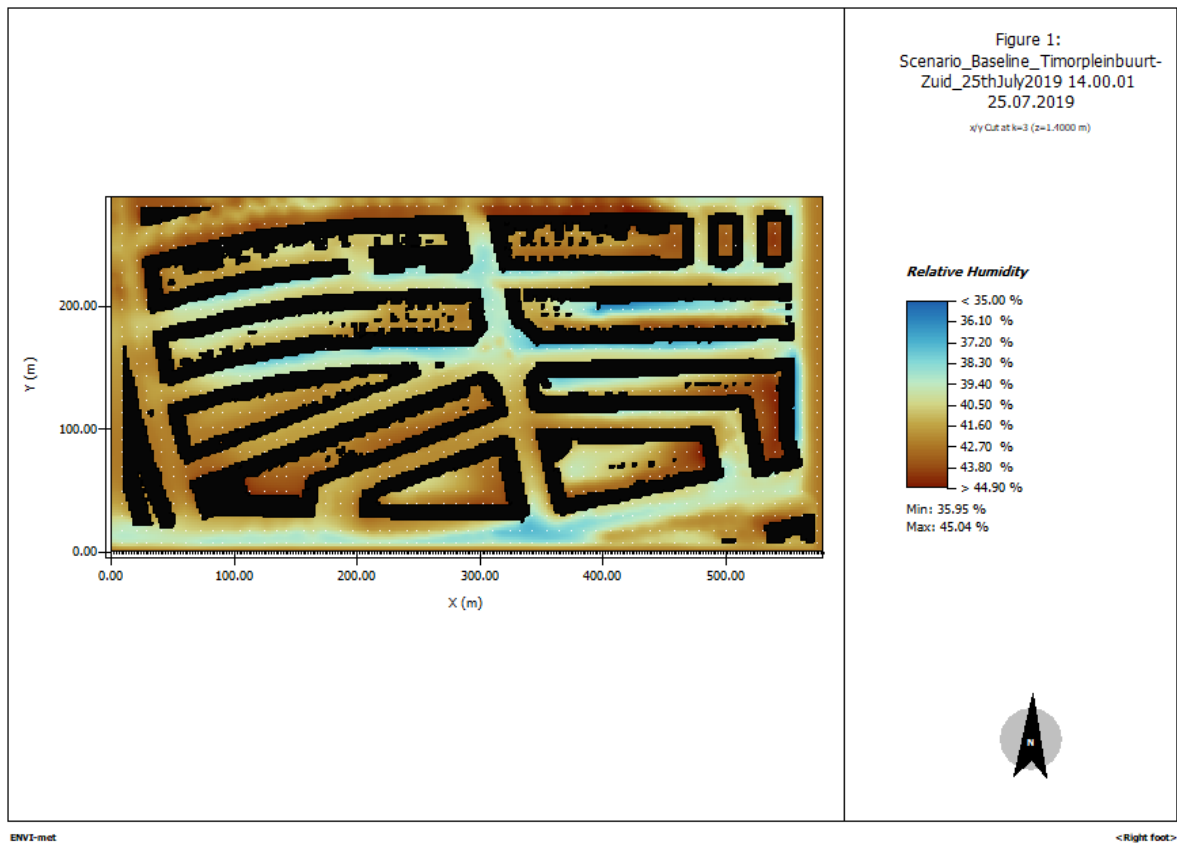 Figure 1:
Scenario_Baseline_Timorpleinbuurt-
Zuid_25thJuly2019 14.00.01
25.07.2019
x/y Cut at k=3 (z=1.4000 m)
200.00
100.00
0.00
Y (m)
0.00 100.00 200.00 300.00 400.00 500.00
X (m)
Relative Humidity
< 35.00 %
36.10 %
37.20 %
38.30 %
39.40 %
40.50 %
41.60 %
42.70 %
43.80 %
> 44.90 %
Min: 35.95 %
Max: 45.04 %
N
ENVI-met
<Right foot>